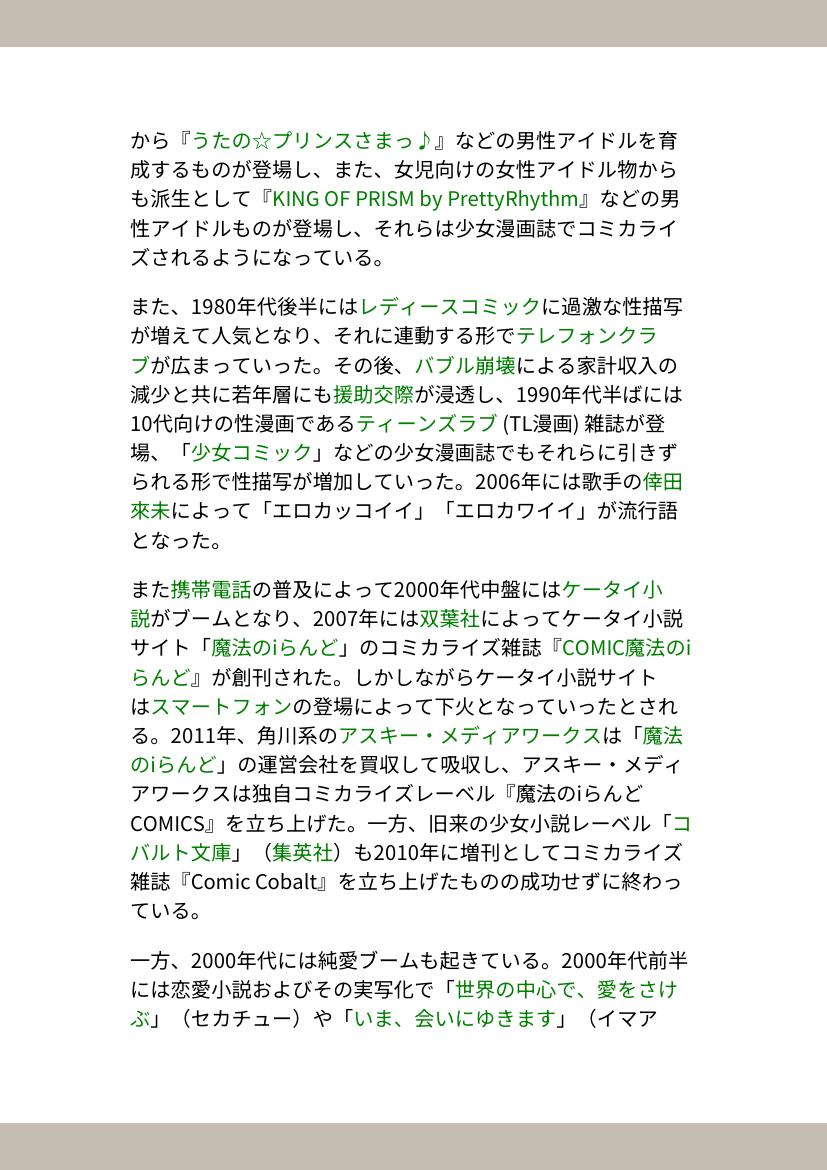 から『うたの☆プリンスさまっ♪』などの男性アイドルを育
成するものが登場し、また、女児向けの女性アイドル物から
も派生として『KING OF PRISM by PrettyRhythm』などの男
性アイドルものが登場し、それらは少女漫画誌でコミカライ
ズされるようになっている。
また、1980年代後半にはレディースコミックに過激な性描写
が増えて人気となり、それに連動する形でテレフォンクラ
ブが広まっていった。その後、バブル崩壊による家計収入の
減少と共に若年層にも援助交際が浸透し、1990年代半ばには
10代向けの性漫画であるティーンズラブ (TL漫画) 雑誌が登
場、「少女コミック」などの少女漫画誌でもそれらに引きず
られる形で性描写が増加していった。2006年には歌手の倖田
來未によって「エロカッコイイ」「エロカワイイ」が流行語
となった。
また携帯電話の普及によって2000年代中盤にはケータイ小
説がブームとなり、2007年には双葉社によってケータイ小説
サイト「魔法のiらんど」のコミカライズ雑誌『COMIC魔法のi
らんど』が創刊された。しかしながらケータイ小説サイト
はスマートフォンの登場によって下火となっていったとされ
る。2011年、角川系のアスキー・メディアワークスは「魔法
のiらんど」の運営会社を買収して吸収し、アスキー・メディ
アワークスは独自コミカライズレーベル『魔法のiらんど
COMICS』を立ち上げた。一方、旧来の少女小説レーベル「コ
バルト文庫」（集英社）も2010年に増刊としてコミカライズ
雑誌『Comic Cobalt』を立ち上げたものの成功せずに終わっ
ている。
一方、2000年代には純愛ブームも起きている。2000年代前半
には恋愛小説およびその実写化で「世界の中心で、愛をさけ
ぶ」（セカチュー）や「いま、会いにゆきます」（イマア